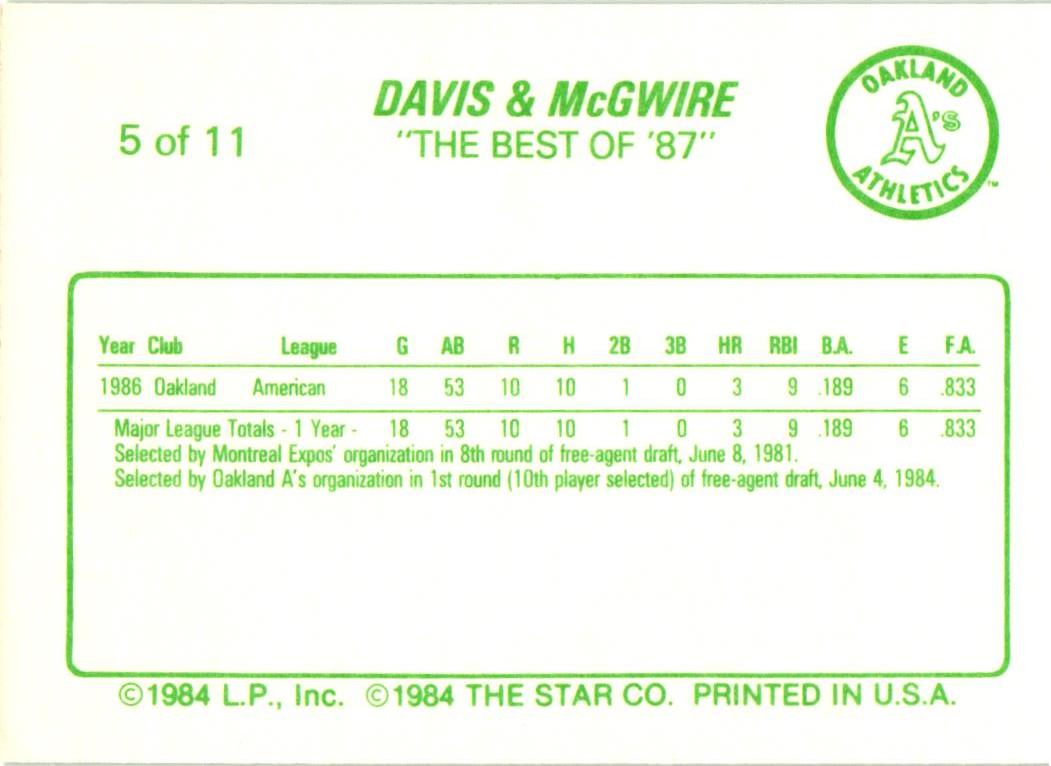 DAVIS & McGWIRE
5 of 11
"THE BEST OF '87"
OAKLAND
A's
ATHLETICS
TM
Year Club League G AB R H 2B 3B HR RBI B.A. E F.A.
1986 Oakland American 18 53 10 10 1 0 3 9 .189 6 .833
Major League Totals - 1 Year - 18 53 10 10 1 0 3 9 .189 6 .833
Selected by Montreal Expos' organization in 8th round of free-agent draft, June 8, 1981.
Selected by Oakland A's organization in 1st round (10th player selected) of free-agent draft, June 4, 1984.
©1984 L.P., Inc. ©1984 THE STAR CO. PRINTED IN U.S.A.